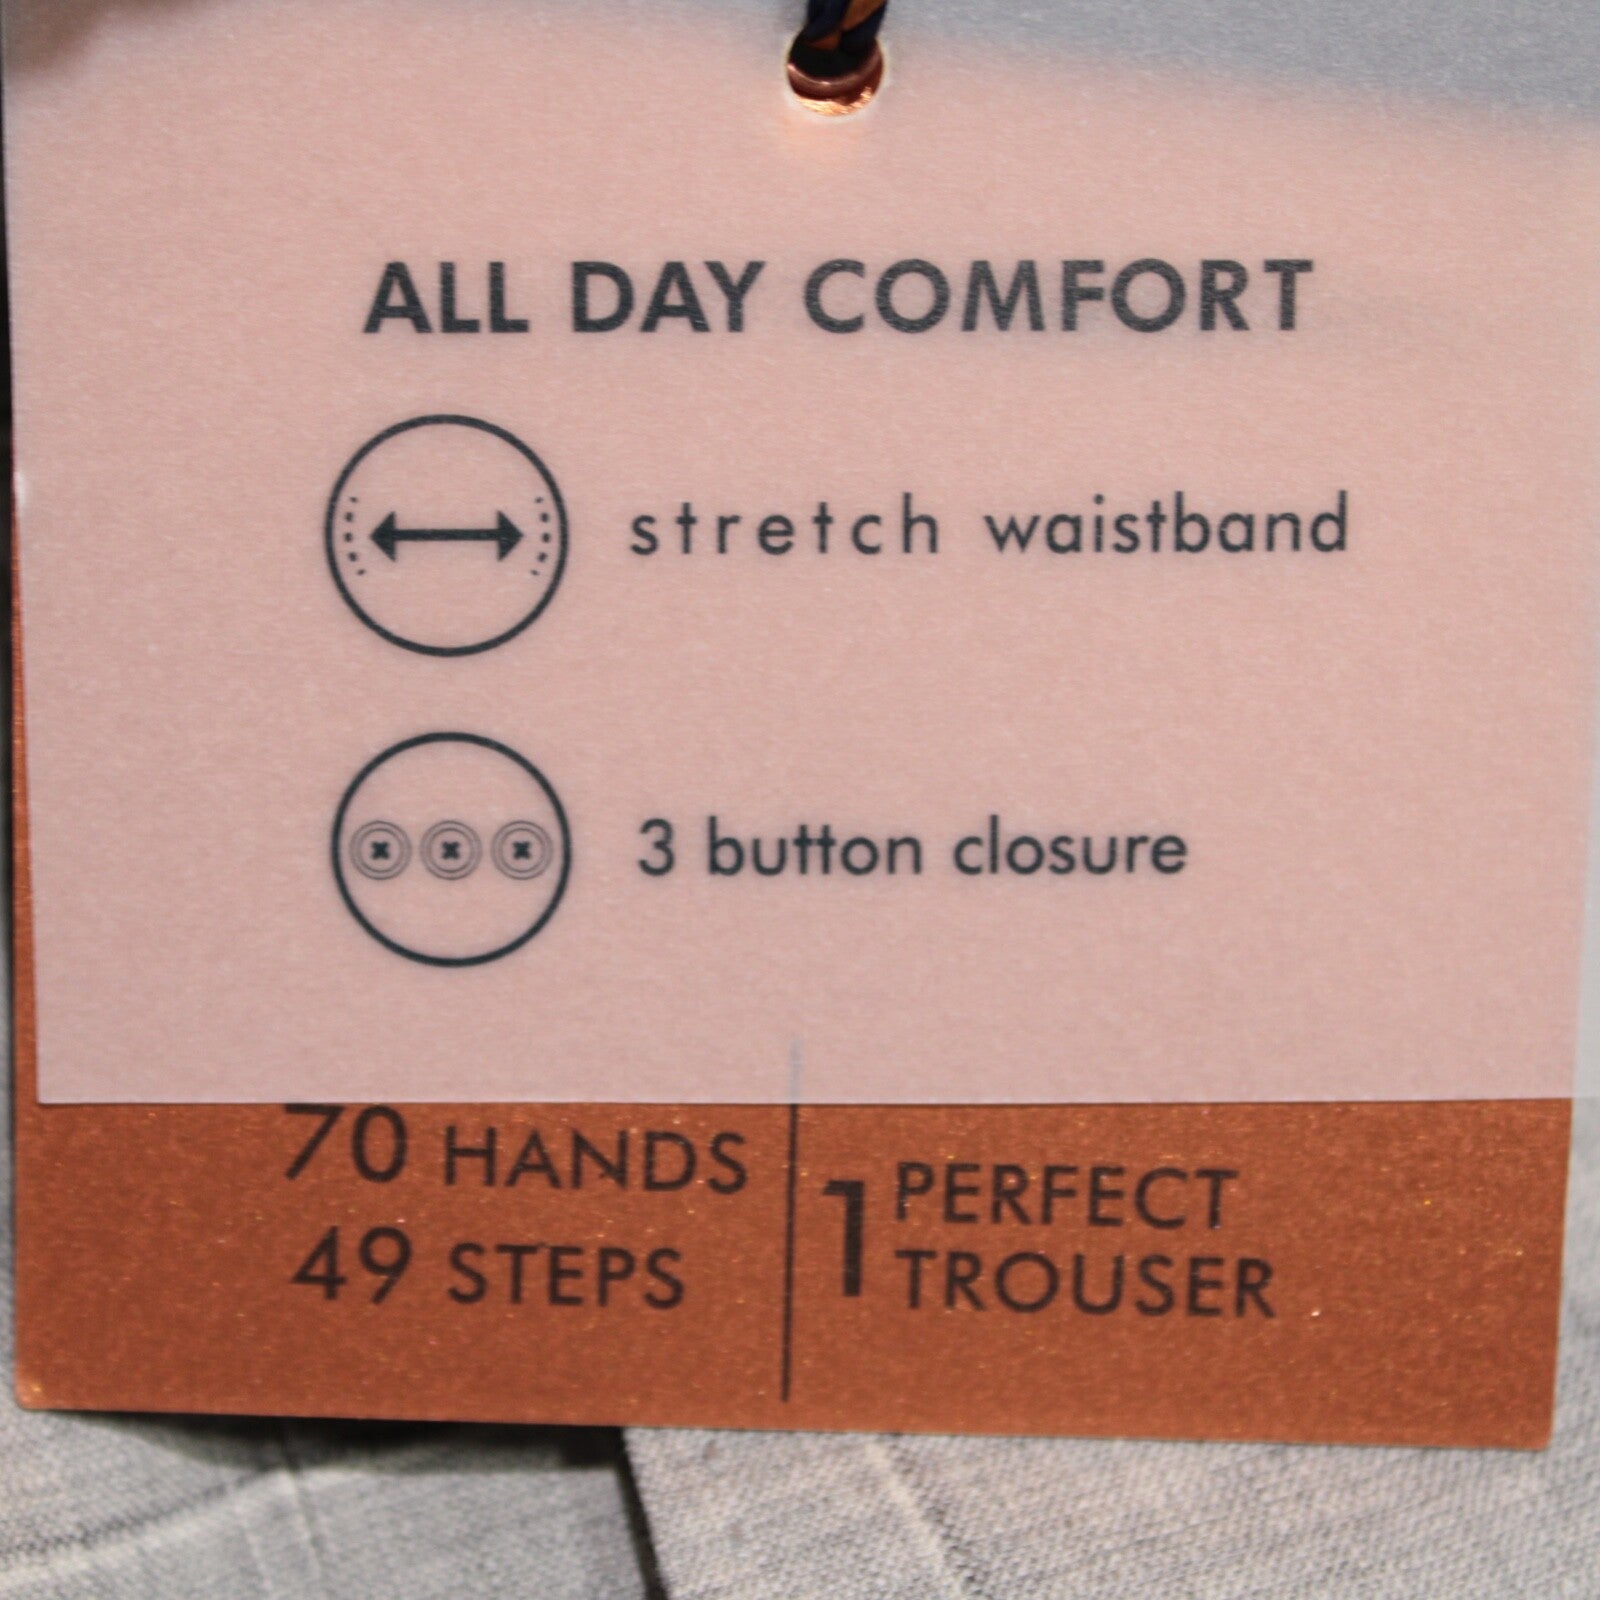 ALL DAY COMFORT
stretch waistband
3 button closure
70 HANDS
49 STEPS
1 PERFECT
TROUSER